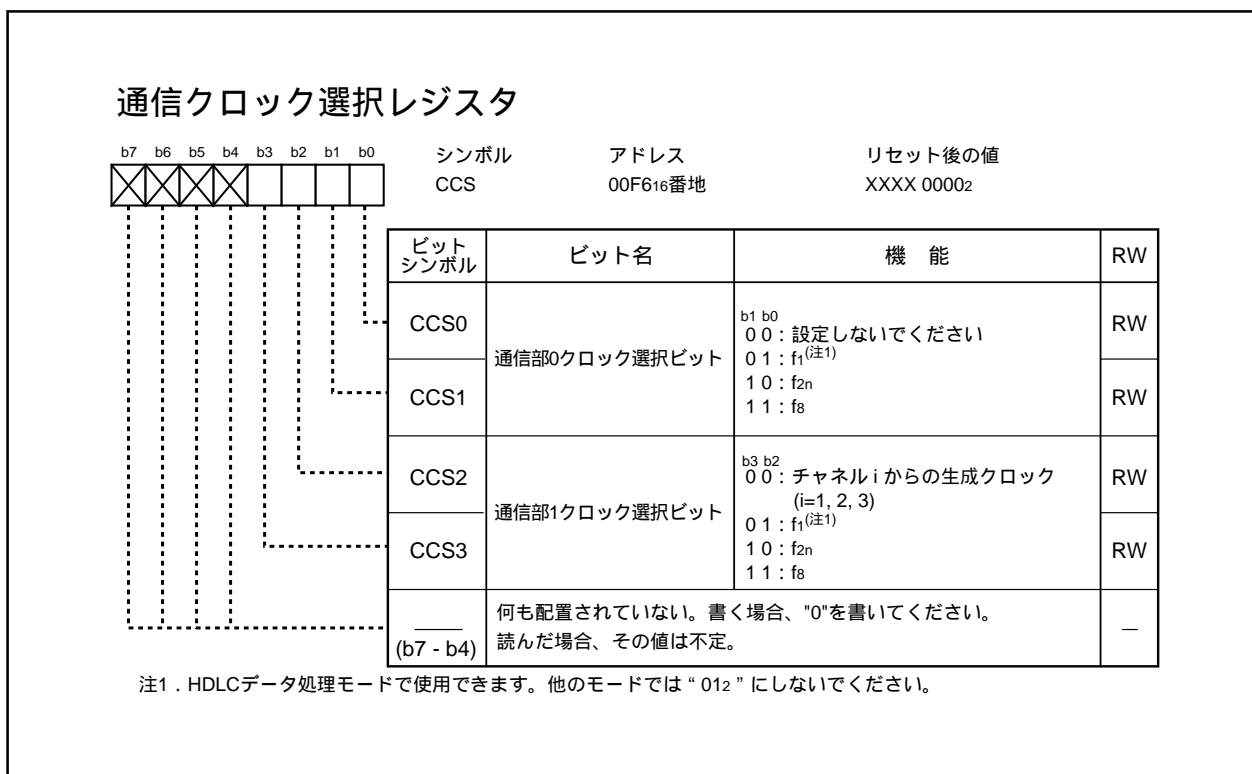 通信クロック選択レジスタ
b7 b6 b5 b4 b3 b2 b1 b0
シンボル アドレス リセット後の値
CCS 00F616番地 XXXX 00002
ビット
シンボル ビット名 機 能 RW
CCS0 RW
CCS1 RW
通信部0クロック選択ビット
b1 b0
0 0 : 設定しないでください
0 1 : f1(注1)
1 0 : f2n
1 1 : f8
CCS2 RW
CCS3 RW
通信部1クロック選択ビット
b3 b2
0 0 : チャネル i からの生成クロック
(i=1, 2, 3)
0 1 : f1(注1)
1 0 : f2n
1 1 : f8
(b7 - b4)
何も配置されていない。書く場合、"0"を書いてください。
読んだ場合、その値は不定。
—
注1 . HDLCデータ処理モードで使用できます。他のモードでは “ 012 ” にしないでください。